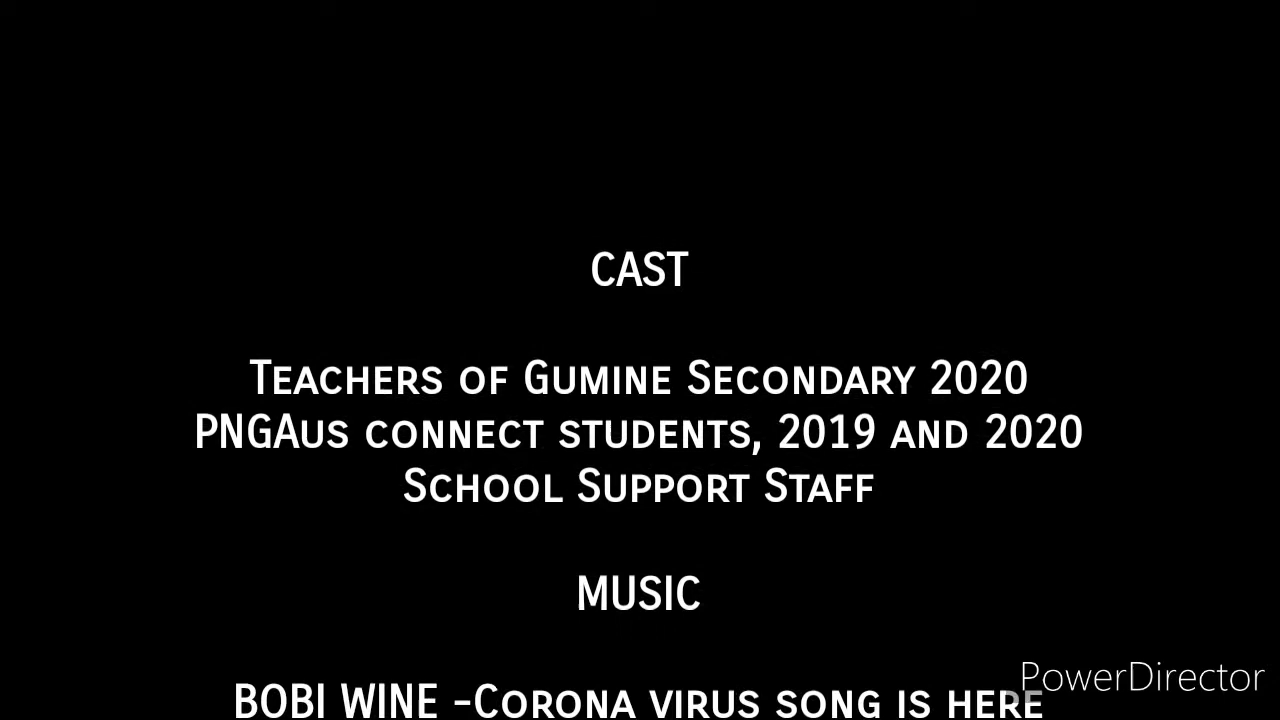 CAST
Teachers of Gumine Secondary 2020
PNGAus connect students, 2019 and 2020
School Support Staff
MUSIC
PowerDirector
BOBI WINE -Corona virus song is here